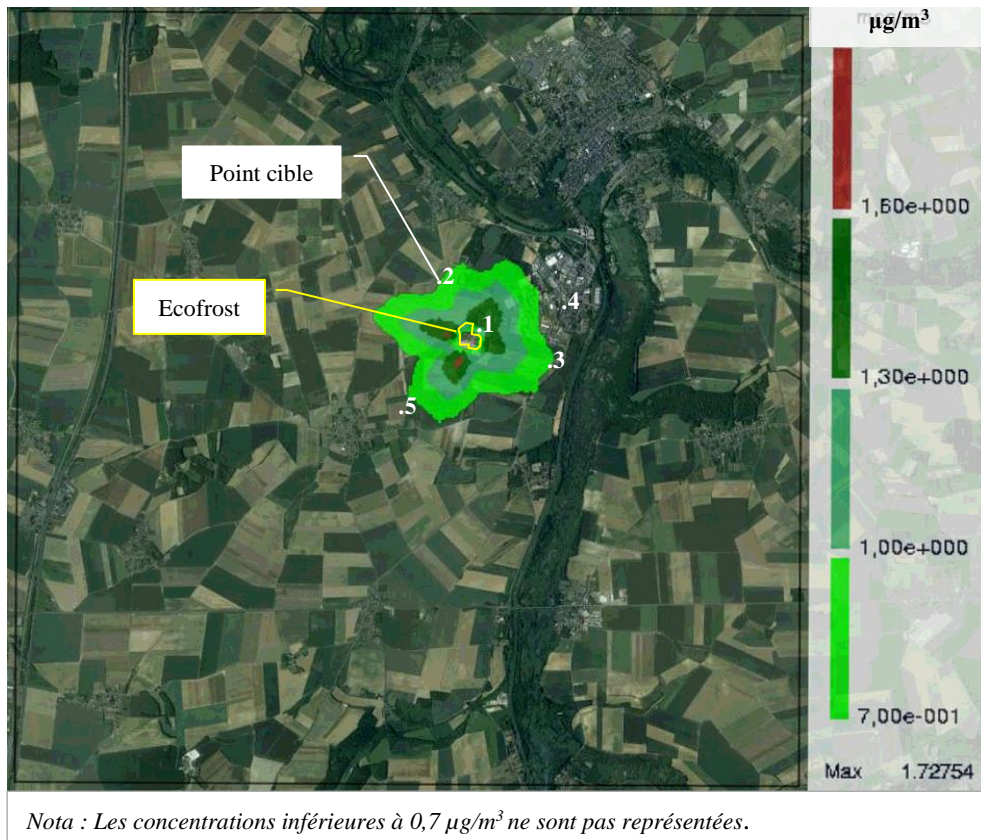 µg/m³
Point cible
Ecofrost
.2
.4
.1
.3
.5
1,60e+000
1,30e+000
1,00e+000
7,00e-001
Max 1.72754
Nota : Les concentrations inférieures à 0,7 µg/m³ ne sont pas représentées.